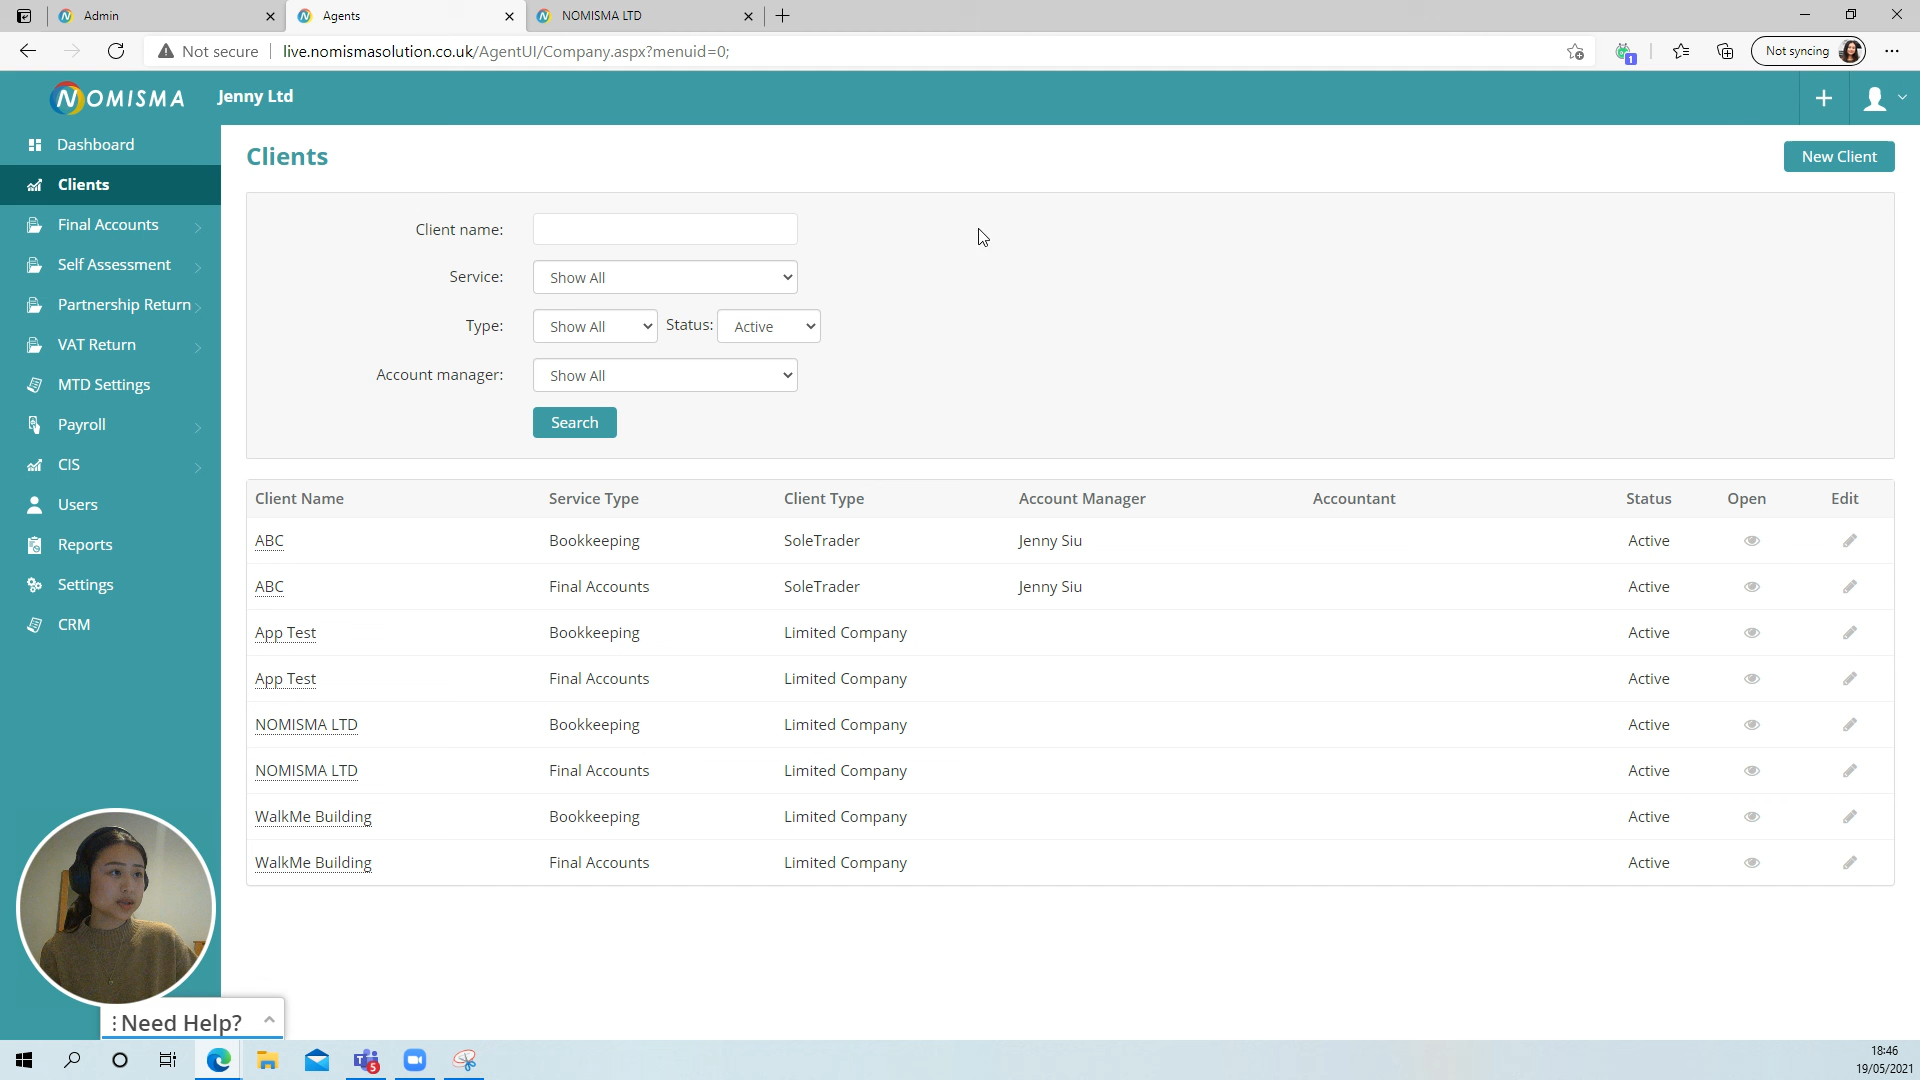 Admin
Agents
NOMISMA LTD
Not secure
live.nomismasolution.co.uk/AgentUI/Company.aspx?menuid=0;
1
Not syncing
NOMISMA
Jenny Ltd
Dashboard
Clients
Final Accounts
Self Assessment
Partnership Return
VAT Return
MTD Settings
Payroll
CIS
Users
Reports
Settings
CRM
Clients
New Client
Client name:
Service: Show All
Type: Show All Status: Active
Account manager: Show All
Search
Client Name Service Type Client Type Account Manager Accountant Status Open Edit
ABC Bookkeeping SoleTrader Jenny Siu Active
ABC Final Accounts SoleTrader Jenny Siu Active
App Test Bookkeeping Limited Company Active
App Test Final Accounts Limited Company Active
NOMISMA LTD Bookkeeping Limited Company Active
NOMISMA LTD Final Accounts Limited Company Active
WalkMe Building Bookkeeping Limited Company Active
WalkMe Building Final Accounts Limited Company Active
Need Help?
5
18:46
19/05/2021